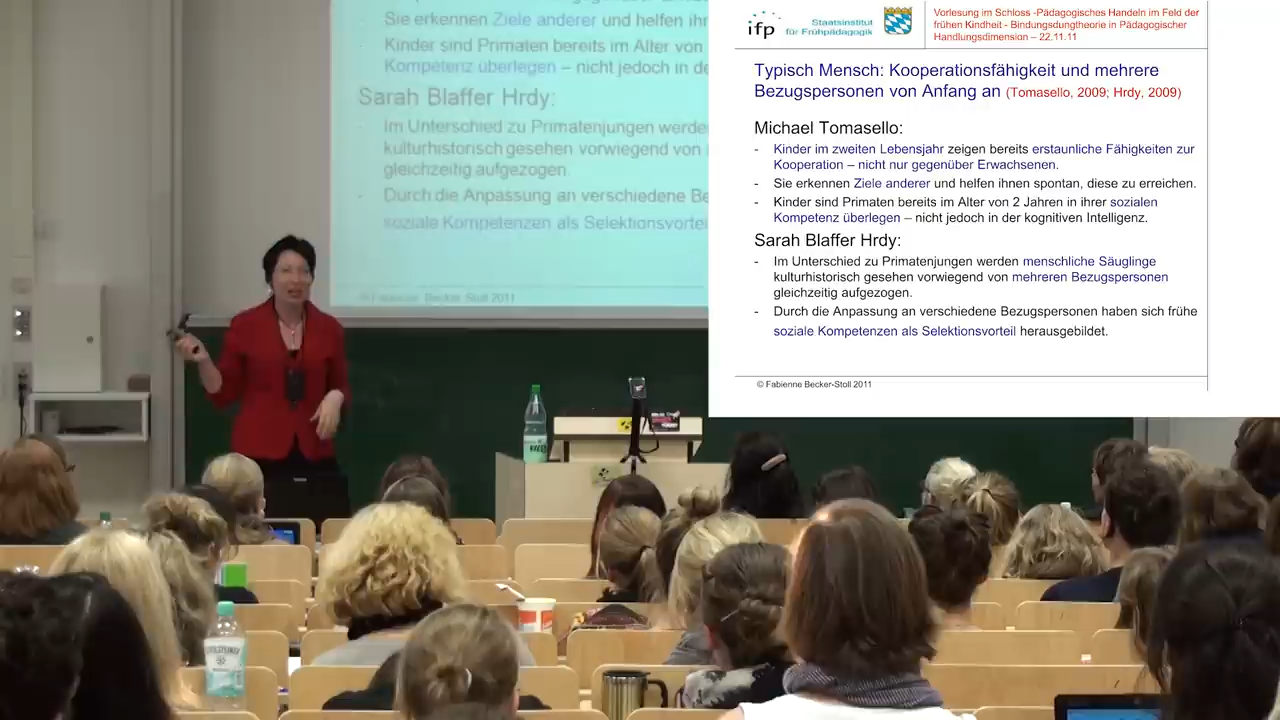 Sie erkennen Ziele anderer und helfen ihr
Kinder sind Primaten bereits im Alter von
Kompetenz überlegen – nicht jedoch in de
Sarah Blaffer Hrdy:
- Im Unterschied zu Primatenjungen werde
kulturhistorisch gesehen vorwiegend von
gleichzeitig aufgezogen.
- Durch die Anpassung an verschiedene Be
soziale Kompetenzen als Selektionsvortei
© Fabienne Becker-Stoll 2011
ifp
Staatsinstitut
für Frühpädagogik
Vorlesung im Schloss -Pädagogisches Handeln im Feld der
frühen Kindheit - Bindungsdungtheorie in Pädagogischer
Handlungsdimension – 22.11.11
Typisch Mensch: Kooperationsfähigkeit und mehrere
Bezugspersonen von Anfang an (Tomasello, 2009; Hrdy, 2009)
Michael Tomasello:
- Kinder im zweiten Lebensjahr zeigen bereits erstaunliche Fähigkeiten zur
Kooperation – nicht nur gegenüber Erwachsenen.
- Sie erkennen Ziele anderer und helfen ihnen spontan, diese zu erreichen.
- Kinder sind Primaten bereits im Alter von 2 Jahren in ihrer sozialen
Kompetenz überlegen – nicht jedoch in der kognitiven Intelligenz.
Sarah Blaffer Hrdy:
- Im Unterschied zu Primatenjungen werden menschliche Säuglinge
kulturhistorisch gesehen vorwiegend von mehreren Bezugspersonen
gleichzeitig aufgezogen.
- Durch die Anpassung an verschiedene Bezugspersonen haben sich frühe
soziale Kompetenzen als Selektionsvorteil herausgebildet.
© Fabienne Becker-Stoll 2011